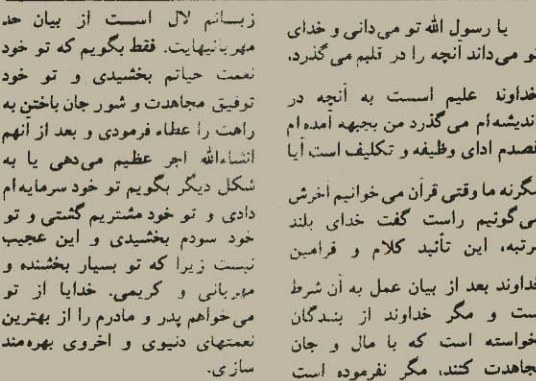 یا رسول الله تو می‌دانی و خدای
تو می‌داند آنچه را در قلبم می‌گذرد،
خداوند علیم است به آنچه در
اندیشه‌ام می‌گذرد من بجبهه آمده‌ام
قصدم ادای وظیفه و تکلیف است آیا
مگرنه ما وقتی قرآن می‌خوانیم آخرش
می‌گوئیم راست گفت خدای بلند
مرتبه، این تأئید کلام و فرامین
خداوند بعد از بیان عمل به آن شرط
است و مگر خداوند از بندگان
نخواسته است که با مال و جان
مجاهدت کنند، مگر نفرموده است
زبانم لال است از بیان حد
مهربانیهایت. فقط بگویم که تو خود
نعمت حیاتم بخشیدی و تو خود
توفیق مجاهدت و شور جان باختن به
راهت را عطاء فرمودی و بعد از آنهم
انشاءالله اجر عظیم می‌دهی یا به
شکل دیگر بگویم تو خود سرمایه‌ام
دادی و تو خود مشتریم گشتی و تو
خود سودم بخشیدی و این عجیب
نیست زیرا که تو بسیار بخشنده و
مهربانی و کریمی. خدایا از تو
می‌خواهم پدر و مادرم را از بهترین
نعمتهای دنیوی و اخروی بهره‌مند
سازی.